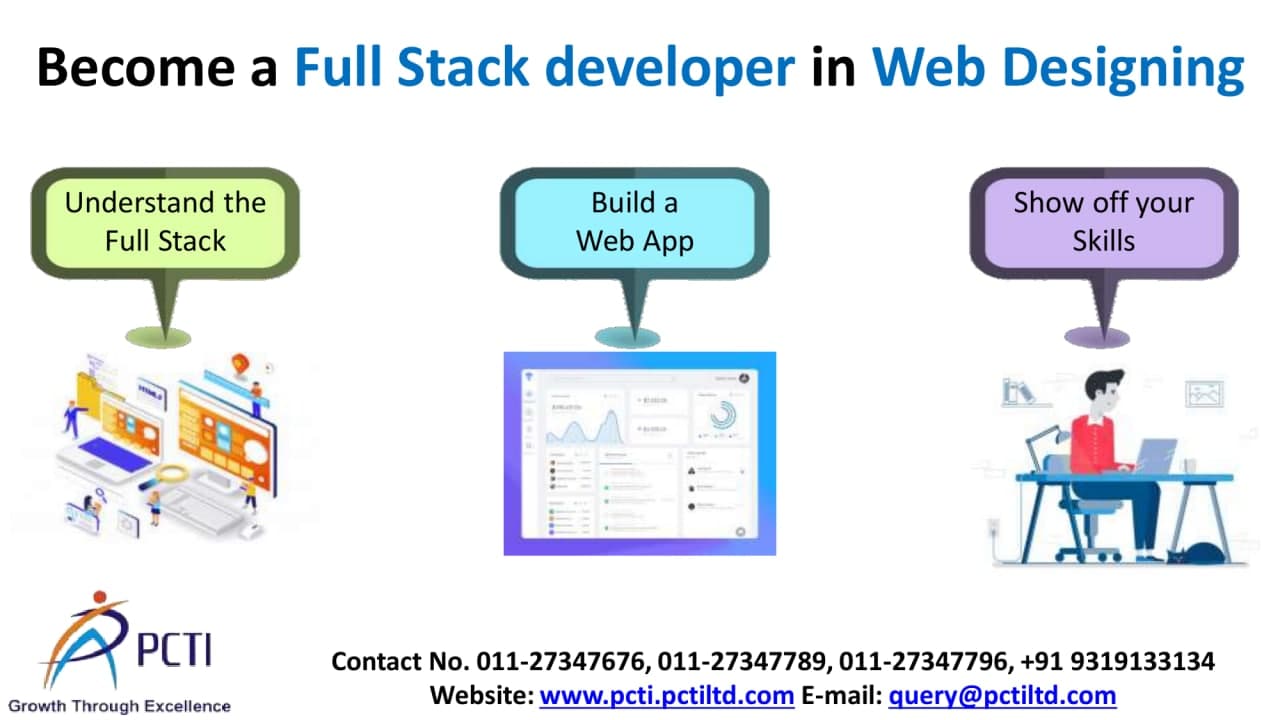 Become a Full Stack developer in Web Designing
Understand the
Full Stack
Build a
Web App
Show off your
Skills
PCTI
Growth Through Excellence
Contact No. 011-27347676, 011-27347789, 011-27347796, +91 9319133134
Website: www.pcti.pctiltd.com E-mail: query@pctiltd.com